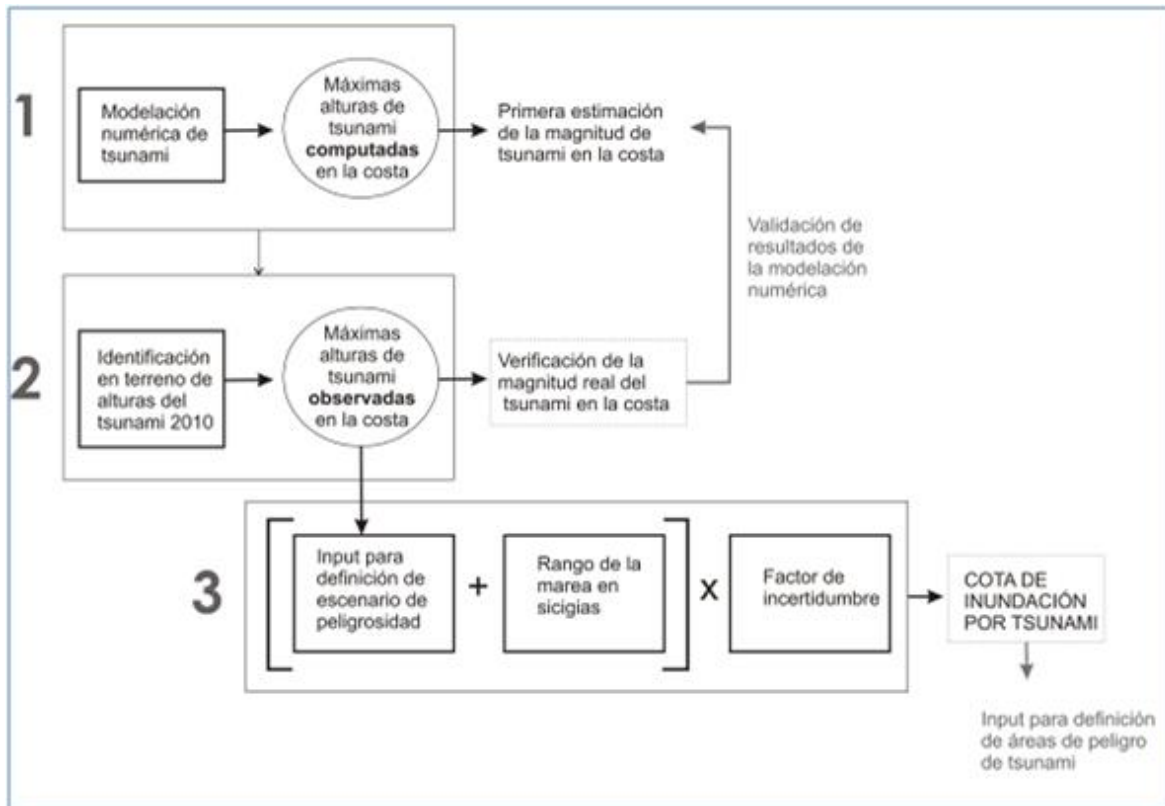 1
Modelación
numérica de
tsunami
Máximas
alturas de
tsunami
computadas
en la costa
Primera estimación
de la magnitud de
tsunami en la costa
Validación de
resultados de
la modelación
numérica
2
Identificación
en terreno de
alturas del
tsunami 2010
Máximas
alturas de
tsunami
observadas
en la costa
Verificación de la
magnitud real del
tsunami en la costa
3
Input para
definición de
escenario de
peligrosidad
+
Rango de la
marea en
sicigias
X
Factor de
incertidumbre
COTA DE
INUNDACIÓN
POR TSUNAMI
Input para definición
de áreas de peligro
de tsunami